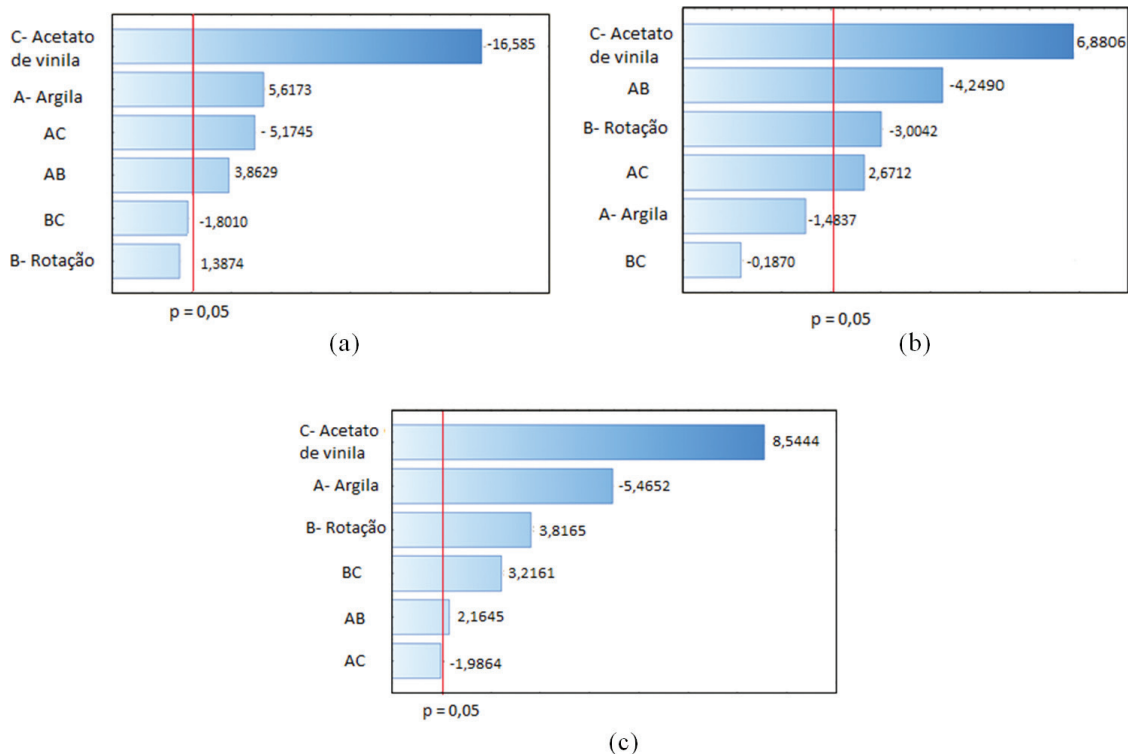 C- Acetato
de vinila
-16,585
A- Argila
5,6173
AC
- 5,1745
AB
3,8629
BC
-1,8010
B- Rotação
1,3874
p = 0,05
(a)
C- Acetato
de vinila
6,8806
AB
-4,2490
B- Rotação
-3,0042
AC
2,6712
A- Argila
-1,4837
BC
-0,1870
p = 0,05
(b)
C- Acetato
de vinila
8,5444
A- Argila
-5,4652
B- Rotação
3,8165
BC
3,2161
AB
2,1645
AC
-1,9864
p = 0,05
(c)